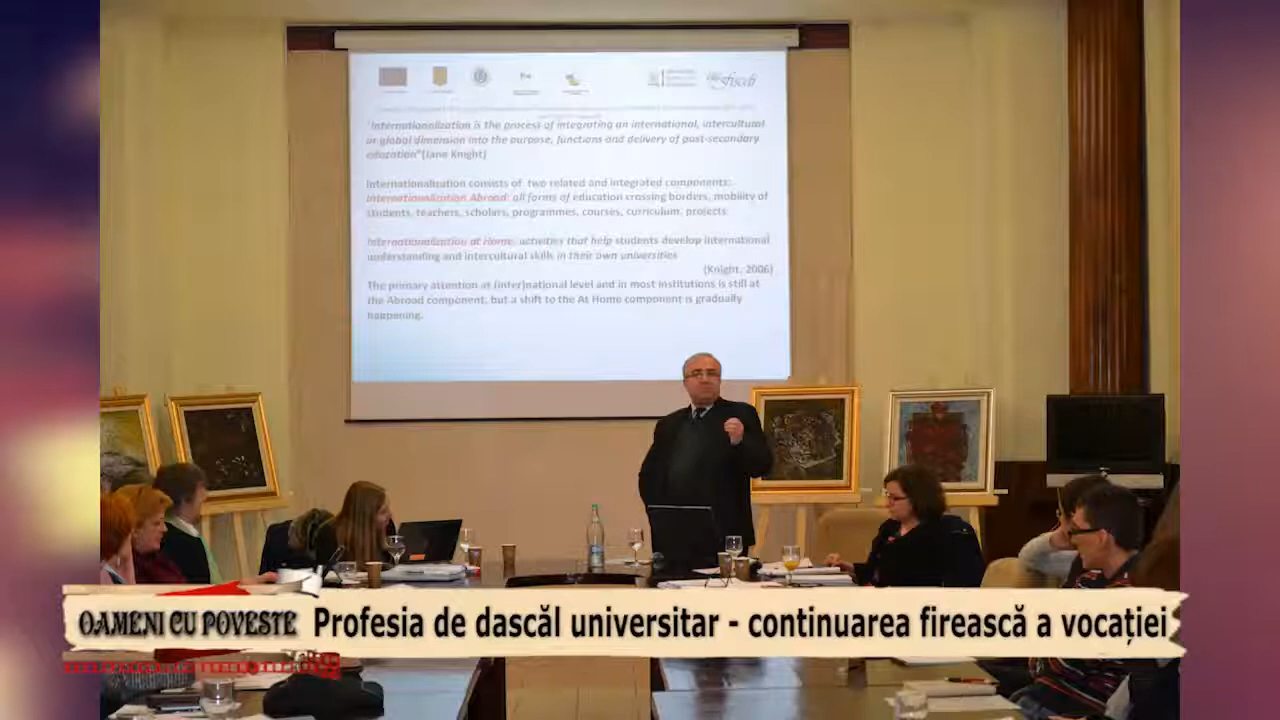 fiscdi
"Internationalization is the process of integrating an international, intercultural
or global dimension into the purpose, functions and delivery of post-secondary
education"(Jane Knight)
Internationalization consists of two related and integrated components:
Internationalization Abroad: all forms of education crossing borders, mobility of
students, teachers, scholars, programmes, courses, curriculum, projects
Internationalization at Home: activities that help students develop international
understanding and intercultural skills in their own universities
(Knight, 2006)
The primary attention at (inter)national level and in most institutions is still at
the Abroad component, but a shift to the At Home component is gradually
happening.
OAMENI CU POVESTE
Profesia de dascăl universitar - continuarea firească a vocației